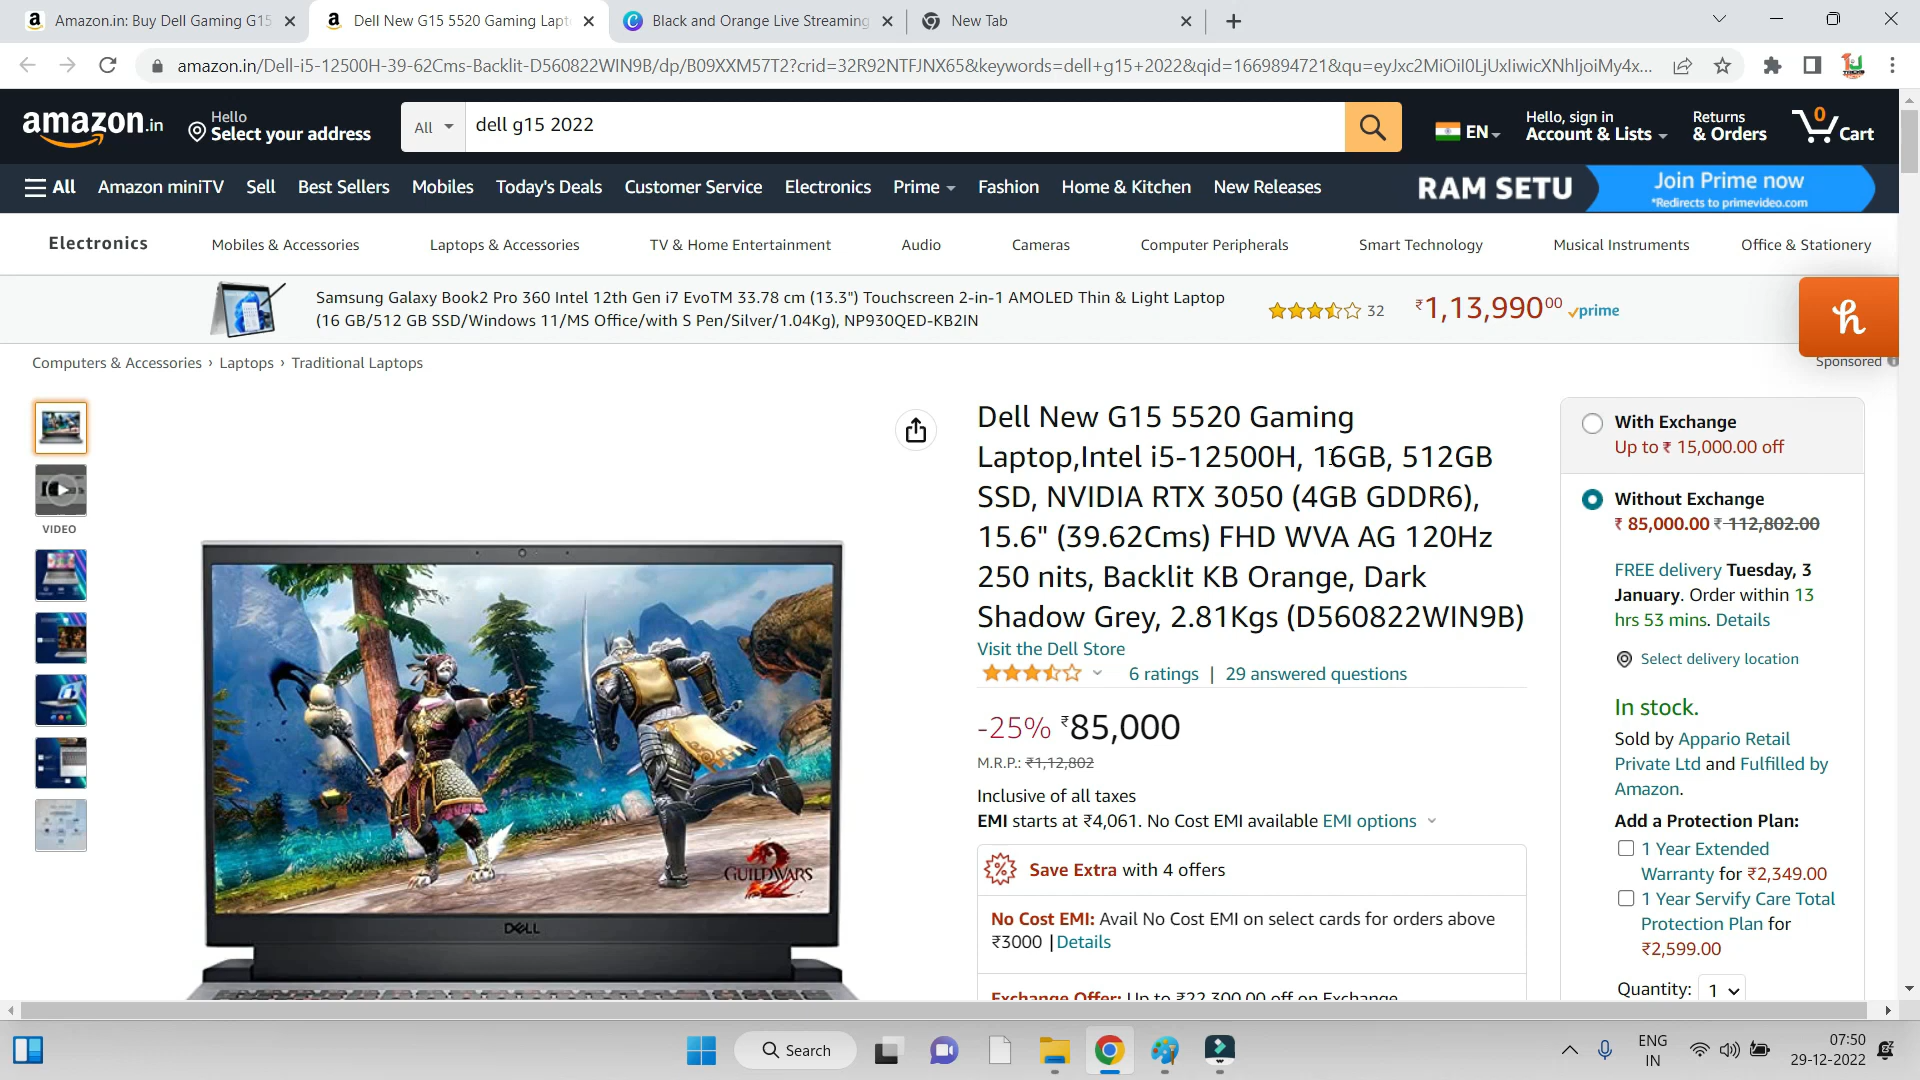 Amazon.in: Buy Dell Gaming G15
Dell New G15 5520 Gaming Lapt
Black and Orange Live Streaming
New Tab
amazon.in/Dell-i5-12500H-39-62Cms-Backlit-D560822WIN9B/dp/B09XXM57T2?crid=32R92NTFJNX65&keywords=dell+g15+2022&qid=1669894721&qu=eyJxc2MiOiI0LjUxIiwicXNhIjoiMy4x...
amazon.in
Hello
Select your address
All
dell g15 2022
EN
Hello, sign in
Account & Lists
Returns
& Orders
0
Cart
All
Amazon miniTV
Sell
Best Sellers
Mobiles
Today's Deals
Customer Service
Electronics
Prime
Fashion
Home & Kitchen
New Releases
RAM SETU
Join Prime now
*Redirects to primevideo.com
Electronics
Mobiles & Accessories
Laptops & Accessories
TV & Home Entertainment
Audio
Cameras
Computer Peripherals
Smart Technology
Musical Instruments
Office & Stationery
Samsung Galaxy Book2 Pro 360 Intel 12th Gen i7 EvoTM 33.78 cm (13.3") Touchscreen 2-in-1 AMOLED Thin & Light Laptop
(16 GB/512 GB SSD/Windows 11/MS Office/with S Pen/Silver/1.04Kg), NP930QED-KB2IN
32
₹1,13,99000
prime
Sponsored
Computers & Accessories › Laptops › Traditional Laptops
VIDEO
DELL
GUILDWARS
Dell New G15 5520 Gaming
Laptop,Intel i5-12500H, 16GB, 512GB
SSD, NVIDIA RTX 3050 (4GB GDDR6),
15.6" (39.62Cms) FHD WVA AG 120Hz
250 nits, Backlit KB Orange, Dark
Shadow Grey, 2.81Kgs (D560822WIN9B)
Visit the Dell Store
6 ratings | 29 answered questions
-25% ₹85,000
M.R.P.: ₹1,12,802
Inclusive of all taxes
EMI starts at ₹4,061. No Cost EMI available EMI options
Save Extra with 4 offers
No Cost EMI: Avail No Cost EMI on select cards for orders above
₹3000 | Details
Exchange Offer: Up to ₹22,300.00 off on Exchange
With Exchange
Up to ₹ 15,000.00 off
Without Exchange
₹ 85,000.00 ₹ 112,802.00
FREE delivery Tuesday, 3
January. Order within 13
hrs 53 mins. Details
Select delivery location
In stock.
Sold by Appario Retail
Private Ltd and Fulfilled by
Amazon.
Add a Protection Plan:
1 Year Extended
Warranty for ₹2,349.00
1 Year Servify Care Total
Protection Plan for
₹2,599.00
Quantity: 1
Search
ENG
IN
07:50
29-12-2022